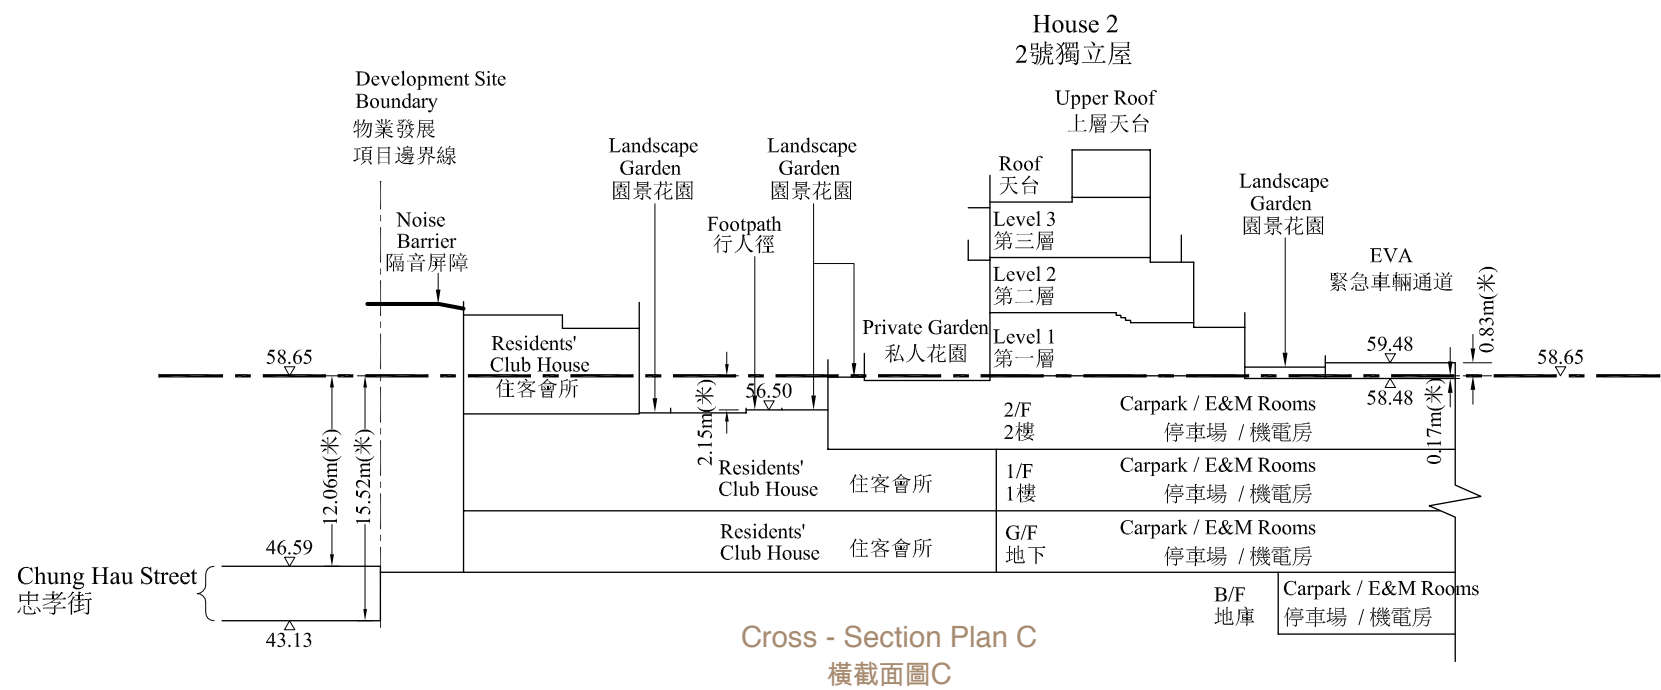 House 2
2號獨立屋
Development Site
Boundary
物業發展
項目邊界線
Upper Roof
上層天台
Landscape
Garden
園景花園
Landscape
Garden
園景花園
Roof
天台
Landscape
Garden
園景花園
Noise
Barrier
隔音屏障
Footpath
行人徑
Level 3
第三層
Level 2
第二層
EVA
緊急車輛通道
0.83m(米)
Private Garden
私人花園
Level 1
第一層
Residents'
Club House
住客會所
58.65
59.48
58.65
56.50
58.48
2.15m(米)
0.17m(米)
12.06m(米)
15.52m(米)
2/F
2樓
Carpark / E&M Rooms
停車場 / 機電房
Residents'
Club House
住客會所
1/F
1樓
Carpark / E&M Rooms
停車場 / 機電房
Residents'
Club House
住客會所
G/F
地下
Carpark / E&M Rooms
停車場 / 機電房
46.59
Chung Hau Street
忠孝街
43.13
B/F
地庫
Carpark / E&M Rooms
停車場 / 機電房
Cross - Section Plan C
橫截面圖C